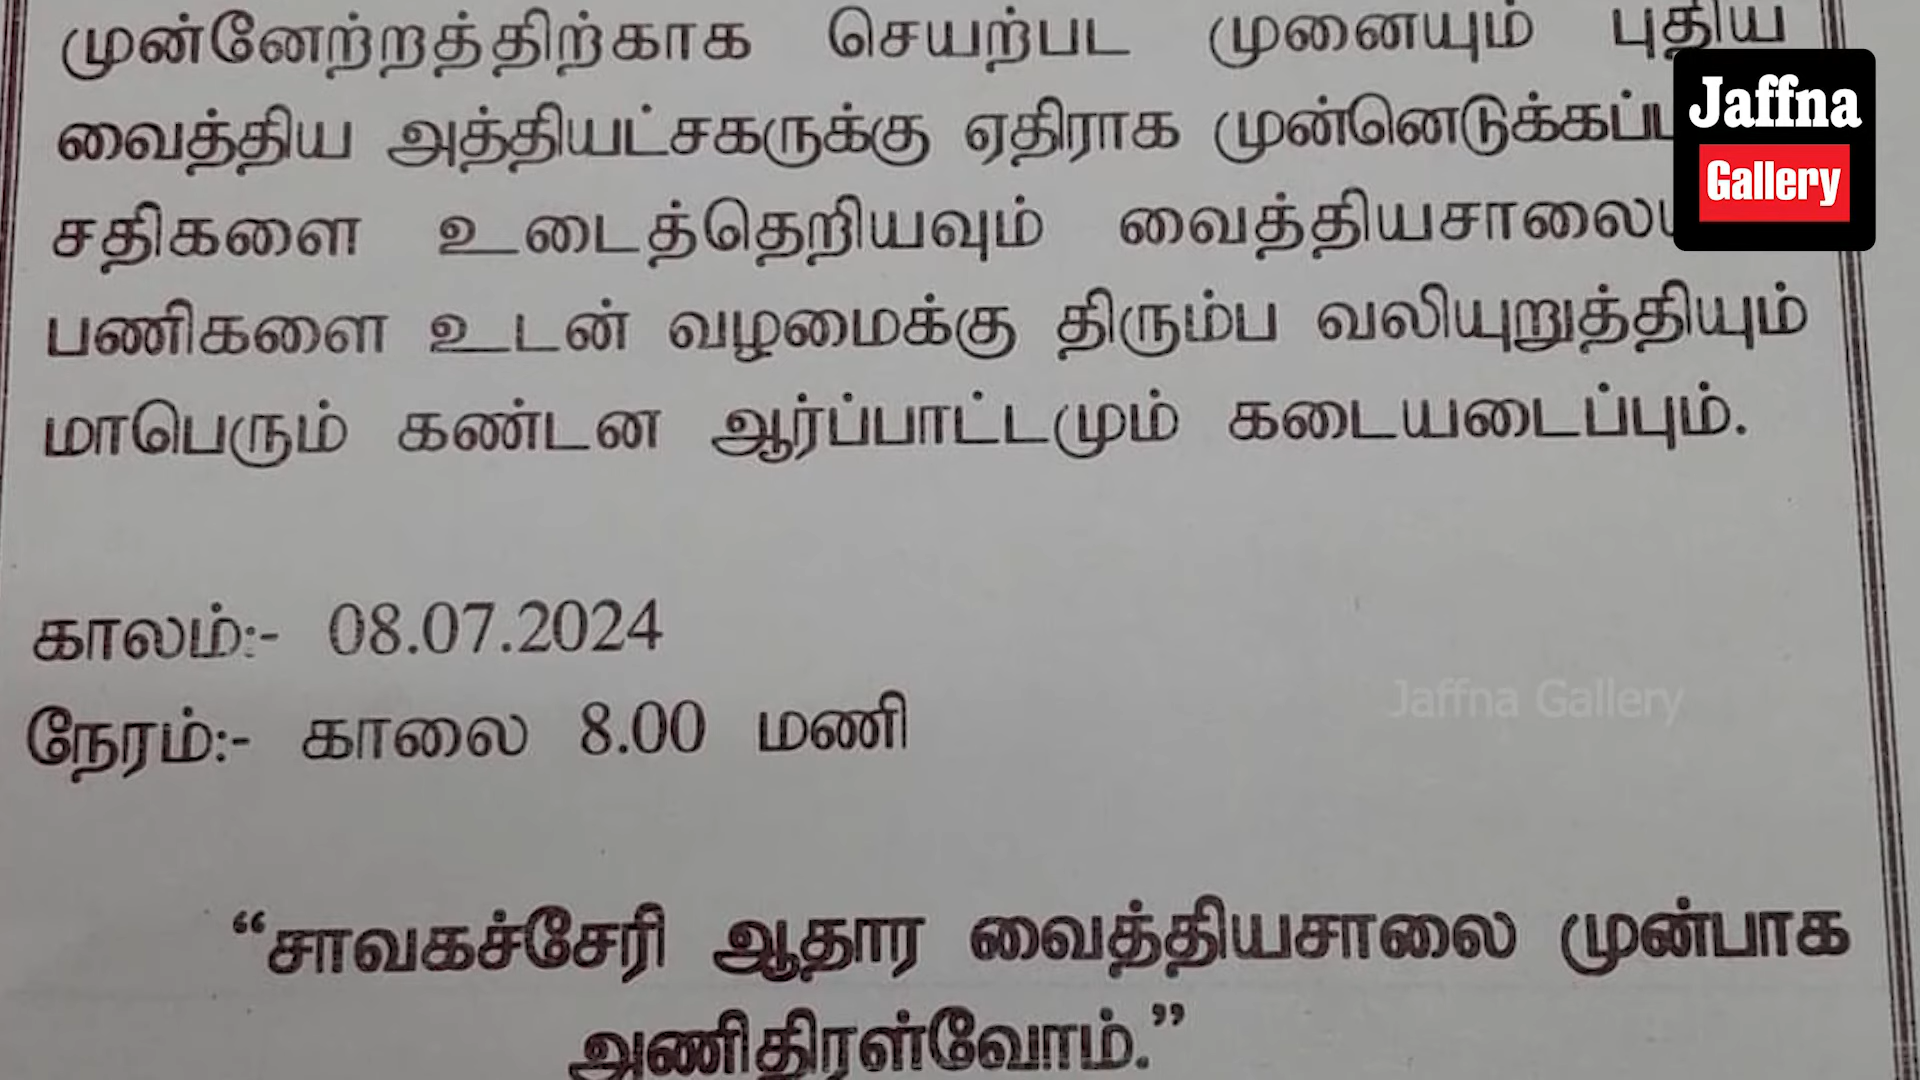 முன்னேற்றத்திற்காக செயற்பட முனையும் புதிய
வைத்திய அத்தியட்சகருக்கு ஏதிராக
சதிகளை உடைத்தெறியவும்
பணிகளை உடன் வழமைக்கு திரும்ப வலியுறுத்தியும்
மாபெரும் கண்டன ஆர்ப்பாட்டமும் கடையடைப்பும்.
காலம்:- 08.07.2024
நேரம்:- காலை 8.00 மணி
“சாவகச்சேரி ஆதார வைத்தியசாலை முன்பாக
அணிதிரள்வோம்.”
Jaffna
Gallery
Jaffna Gallery